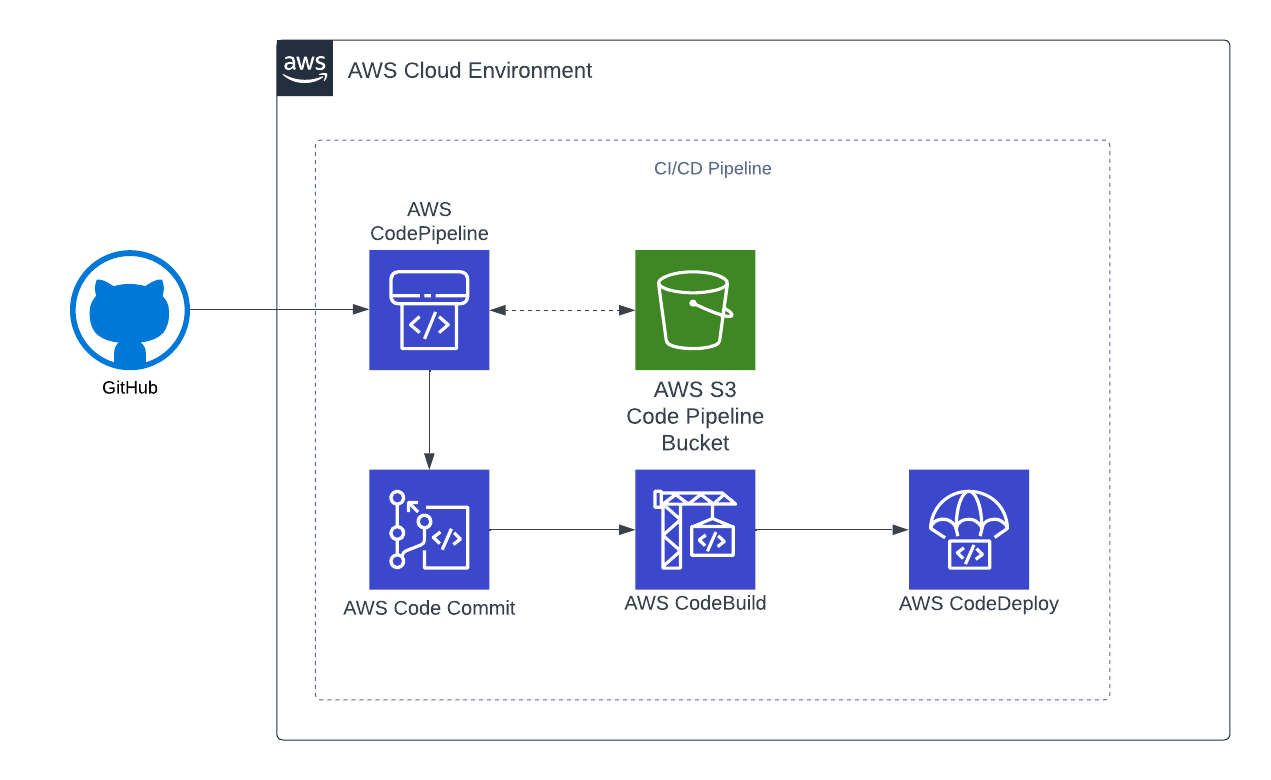 aws
AWS Cloud Environment
CI/CD Pipeline
AWS
CodePipeline
GitHub
AWS S3
Code Pipeline
Bucket
AWS Code Commit
AWS CodeBuild
AWS CodeDeploy